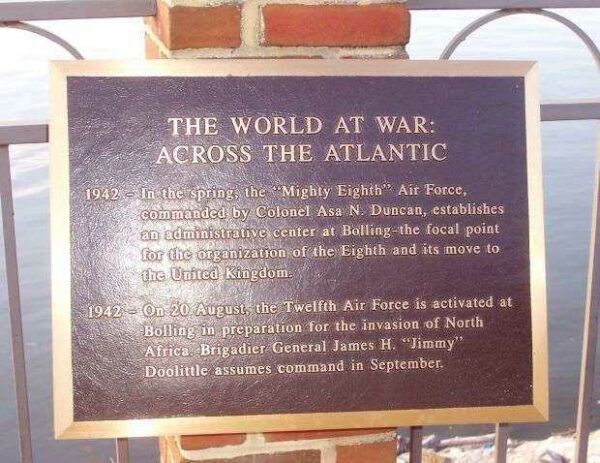 THE WORLD AT WAR:
ACROSS THE ATLANTIC
1942 – In the spring, the "Mighty Eighth" Air Force,
commanded by Colonel Asa N. Duncan, establishes
an administrative center at Bolling–the focal point
for the organization of the Eighth and its move to
the United Kingdom.
1942 – On 20 August, the Twelfth Air Force is activated at
Bolling in preparation for the invasion of North
Africa. Brigadier General James H. "Jimmy"
Doolittle assumes command in September.